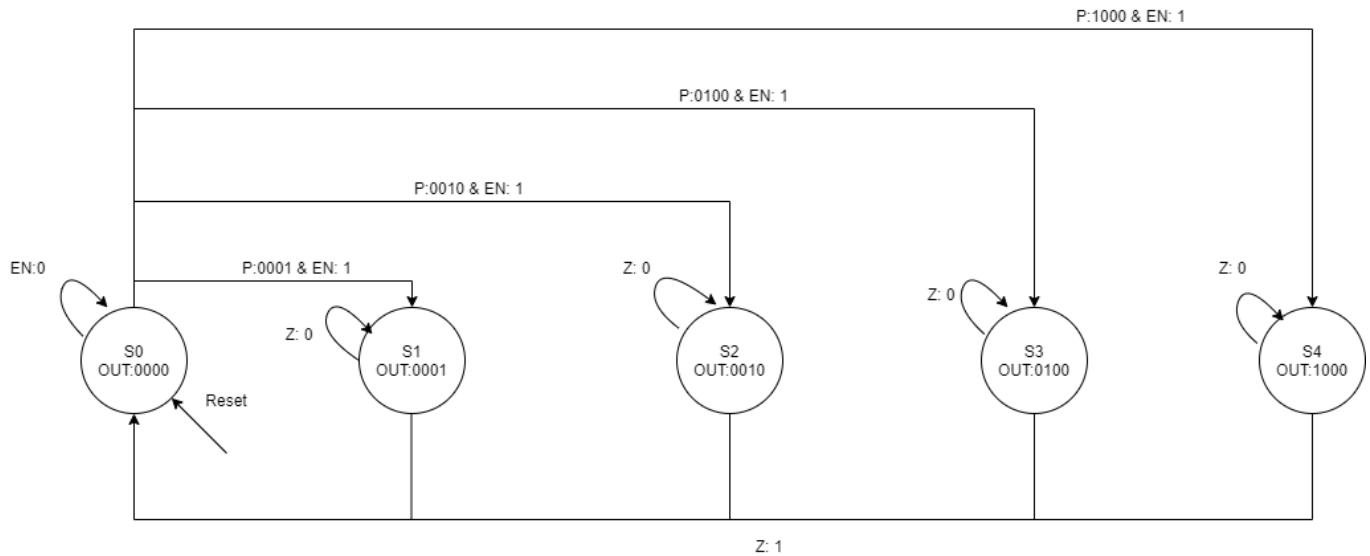 P:1000 & EN: 1
P:0100 & EN: 1
P:0010 & EN: 1
EN:0
P:0001 & EN: 1
Z: 0
Z: 0
Z: 0
Z: 0
S0
OUT:0000
S1
OUT:0001
S2
OUT:0010
S3
OUT:0100
S4
OUT:1000
Reset
Z: 1